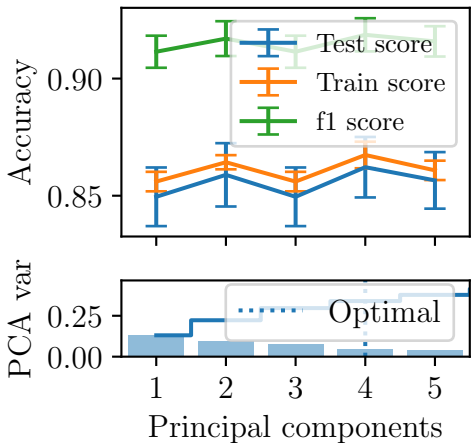 Accuracy
0.90
0.85
Test score
Train score
f1 score
PCA var
0.25
0.00
Optimal
1 2 3 4 5
Principal components